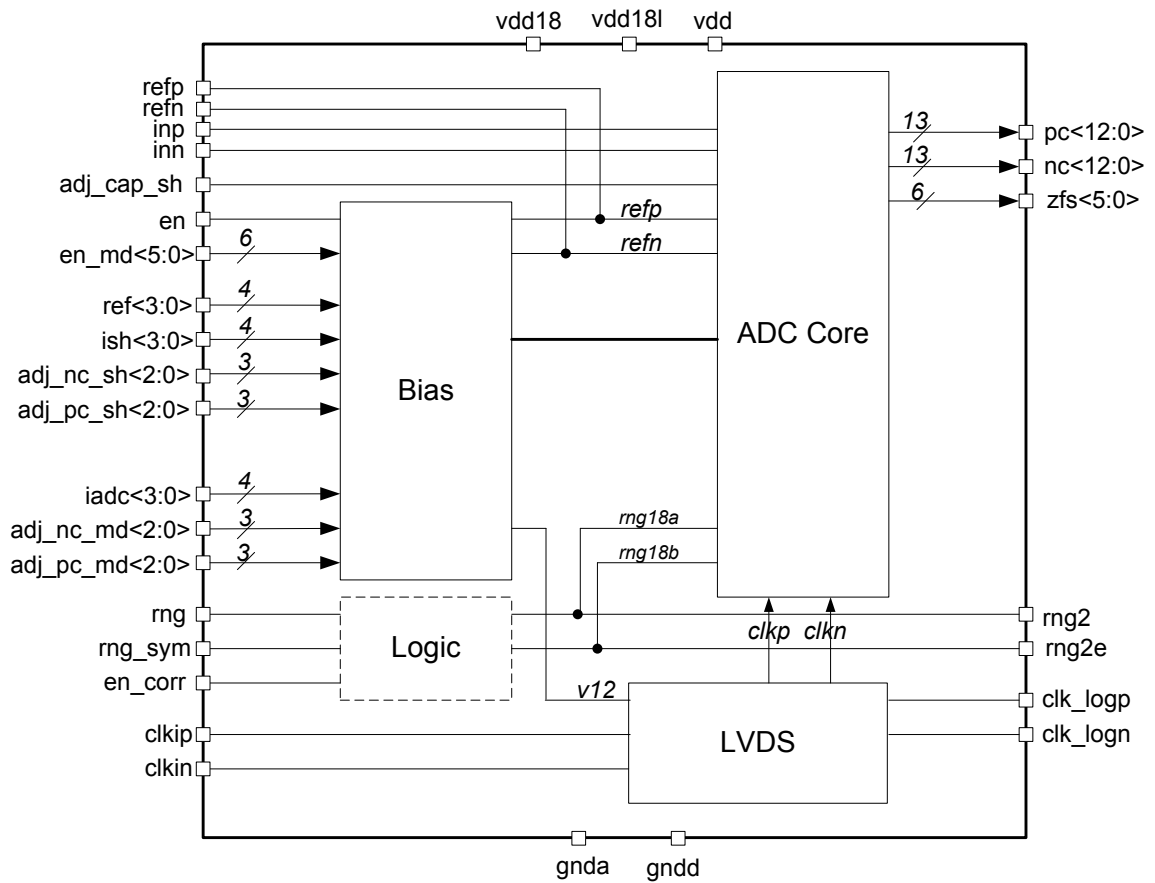 vdd18 vdd18l vdd
refp
refn
inp
inn
adj_cap_sh
en
en_md<5:0>
6
ref<3:0>
4
ish<3:0>
4
adj_nc_sh<2:0>
3
adj_pc_sh<2:0>
3
iadc<3:0>
4
adj_nc_md<2:0>
3
adj_pc_md<2:0>
3
rng
rng_sym
en_corr
clkip
clkin
Bias
Logic
refp
refn
ADC Core
rng18a
rng18b
clkp clkn
v12
LVDS
13
pc<12:0>
13
nc<12:0>
6
zfs<5:0>
rng2
rng2e
clk_logp
clk_logn
gnda gndd